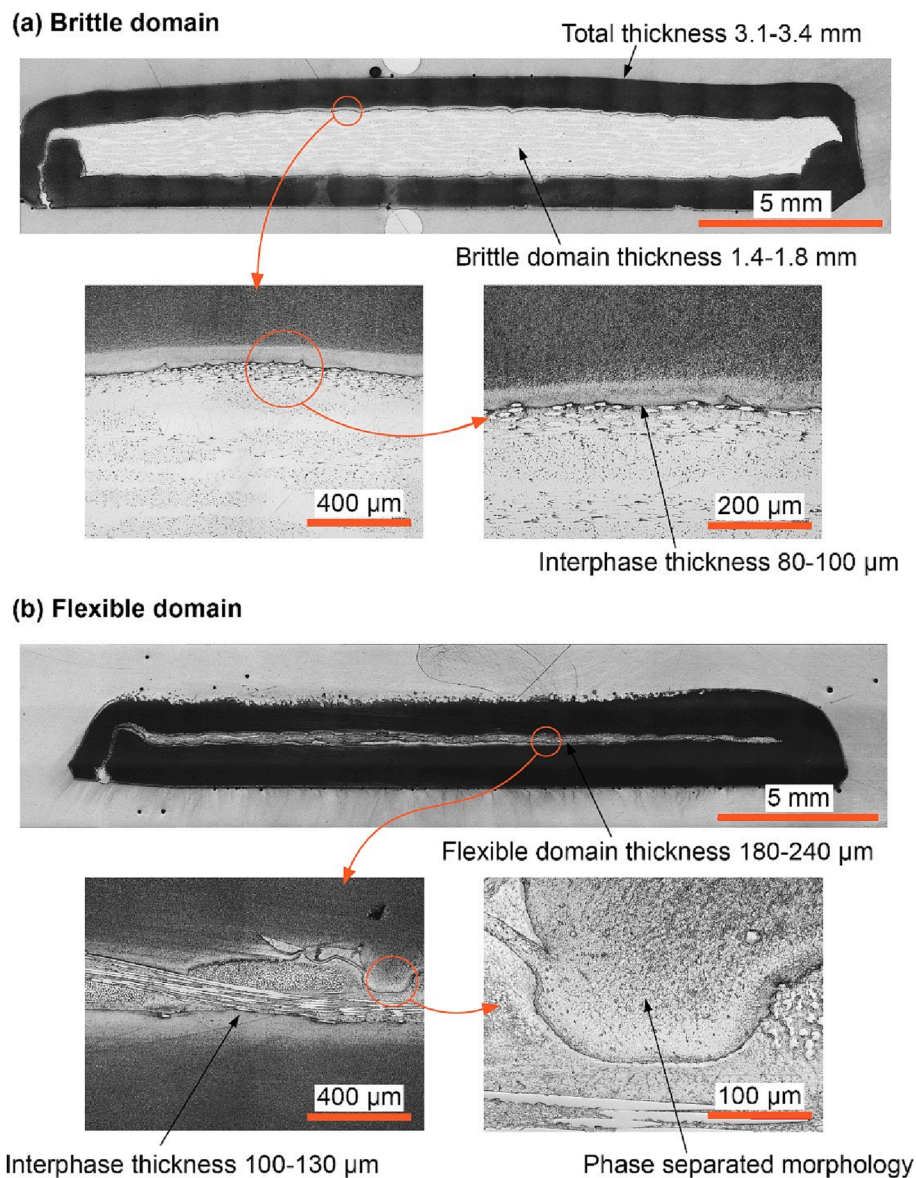 (a) Brittle domain
Total thickness 3.1-3.4 mm
5 mm
Brittle domain thickness 1.4-1.8 mm
400 µm
200 µm
Interphase thickness 80-100 µm
(b) Flexible domain
5 mm
Flexible domain thickness 180-240 µm
400 µm
100 µm
Interphase thickness 100-130 µm
Phase separated morphology